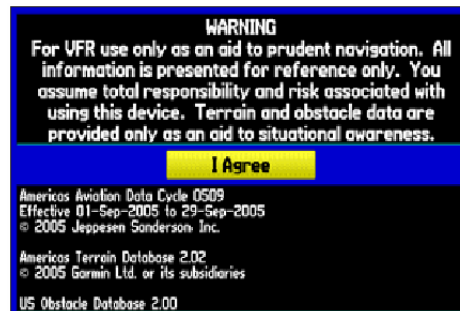 WARNING
For VFR use only as an aid to prudent navigation. All
information is presented for reference only. You
assume total responsibility and risk associated with
using this device. Terrain and obstacle data are
provided only as an aid to situational awareness.
I Agree
Americas Aviation Data Cycle 0509
Effective 01-Sep-2005 to 29-Sep-2005
© 2005 Jeppesen Sanderson, Inc.
Americas Terrain Database 2.02
© 2005 Garmin Ltd. or its subsidiaries
US Obstacle Database 2.00